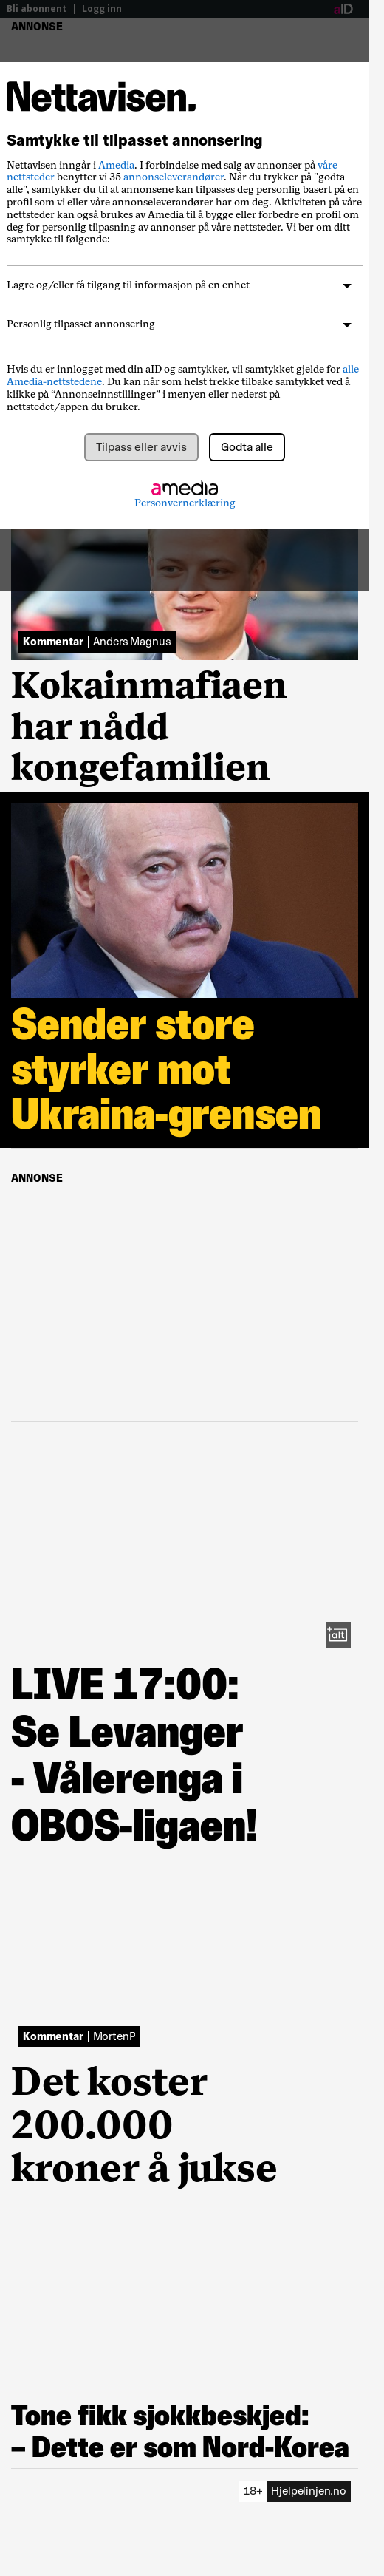 Bli abonnent | Logg inn
aID
ANNONSE
Nettavisen.
Samtykke til tilpasset annonsering
Nettavisen inngår i Amedia. I forbindelse med salg av annonser på våre
nettsteder benytter vi 35 annonseleverandører. Når du trykker på "godta
alle", samtykker du til at annonsene kan tilpasses deg personlig basert på en
profil som vi eller våre annonseleverandører har om deg. Aktiviteten på våre
nettsteder kan også brukes av Amedia til å bygge eller forbedre en profil om
deg for personlig tilpasning av annonser på våre nettsteder. Vi ber om ditt
samtykke til følgende:
Lagre og/eller få tilgang til informasjon på en enhet
Personlig tilpasset annonsering
Hvis du er innlogget med din aID og samtykker, vil samtykket gjelde for alle
Amedia-nettstedene. Du kan når som helst trekke tilbake samtykket ved å
klikke på “Annonseinnstillinger” i menyen eller nederst på
nettstedet/appen du bruker.
Tilpass eller avvis
Godta alle
amedia
Personvernerklæring
Kommentar | Anders Magnus
Kokainmafiaen
har nådd
kongefamilien
Sender store
styrker mot
Ukraina-grensen
ANNONSE
+alt
LIVE 17:00:
Se Levanger
- Vålerenga i
OBOS-ligaen!
Kommentar | MortenP
Det koster
200.000
kroner å jukse
Tone fikk sjokkbeskjed:
– Dette er som Nord-Korea
18+ Hjelpelinjen.no